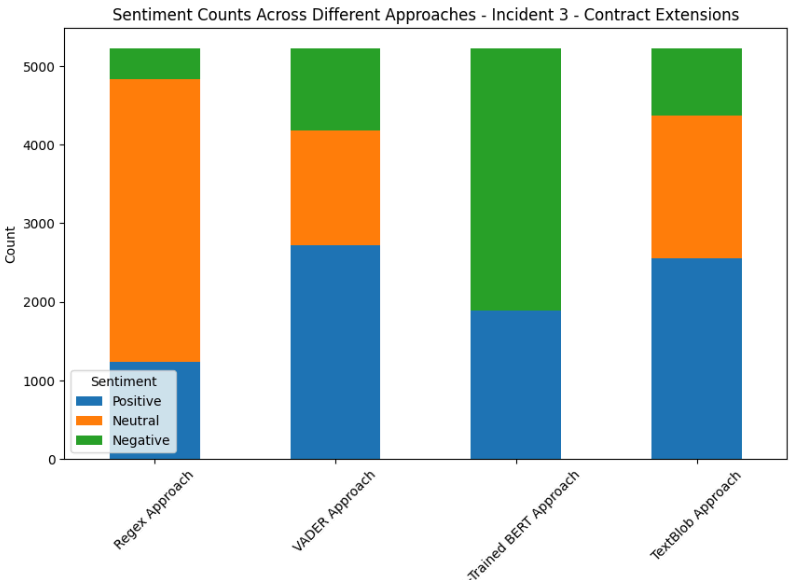 Sentiment Counts Across Different Approaches - Incident 3 - Contract Extensions
5000
4000
3000
2000
1000
0
Count
Sentiment
Positive
Neutral
Negative
Regex Approach
VADER Approach
-Trained BERT Approach
TextBlob Approach